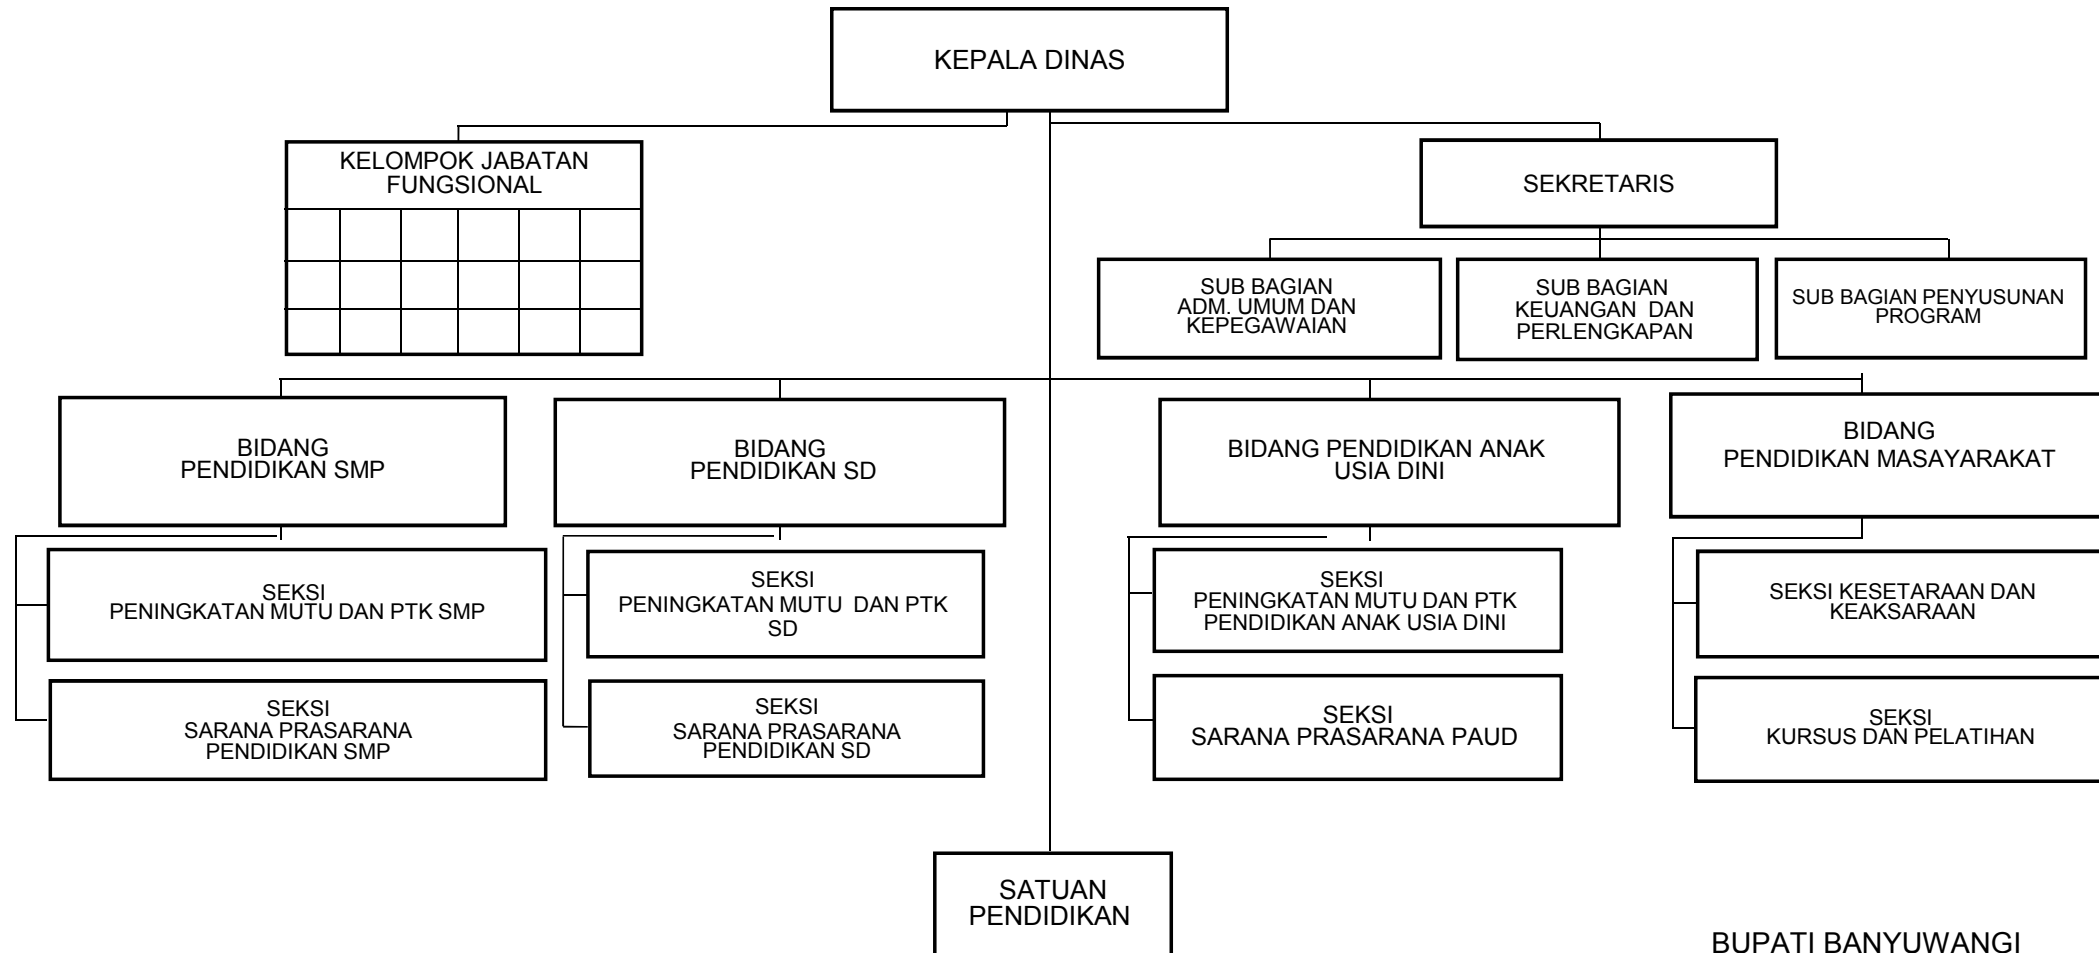 KEPALA DINAS
KELOMPOK JABATAN
FUNGSIONAL
SEKRETARIS
SUB BAGIAN
ADM. UMUM DAN
KEPEGAWAIAN
SUB BAGIAN
KEUANGAN DAN
PERLENGKAPAN
SUB BAGIAN PENYUSUNAN
PROGRAM
BIDANG
PENDIDIKAN SMP
BIDANG
PENDIDIKAN SD
BIDANG PENDIDIKAN ANAK
USIA DINI
BIDANG
PENDIDIKAN MASAYARAKAT
SEKSI
PENINGKATAN MUTU DAN PTK SMP
SEKSI
PENINGKATAN MUTU DAN PTK
SD
SEKSI
PENINGKATAN MUTU DAN PTK
PENDIDIKAN ANAK USIA DINI
SEKSI KESETARAAN DAN
KEAKSARAAN
SEKSI
SARANA PRASARANA
PENDIDIKAN SMP
SEKSI
SARANA PRASARANA
PENDIDIKAN SD
SEKSI
SARANA PRASARANA PAUD
SEKSI
KURSUS DAN PELATIHAN
SATUAN
PENDIDIKAN
BUPATI BANYUWANGI